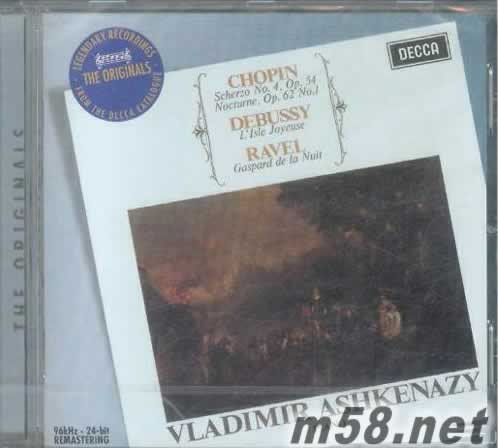 LEGENDARY RECORDINGS
THE ORIGINALS
FROM THE DECCA CATALOGUE
DECCA
CHOPIN
Scherzo No. 4, Op. 54
Nocturne, Op. 62 No.1
DEBUSSY
L'Isle Joyeuse
RAVEL
Gaspard de la Nuit
THE ORIGINALS
VLADIMIR ASHKENAZY
96kHz · 24-bit
REMASTERING
m58.net